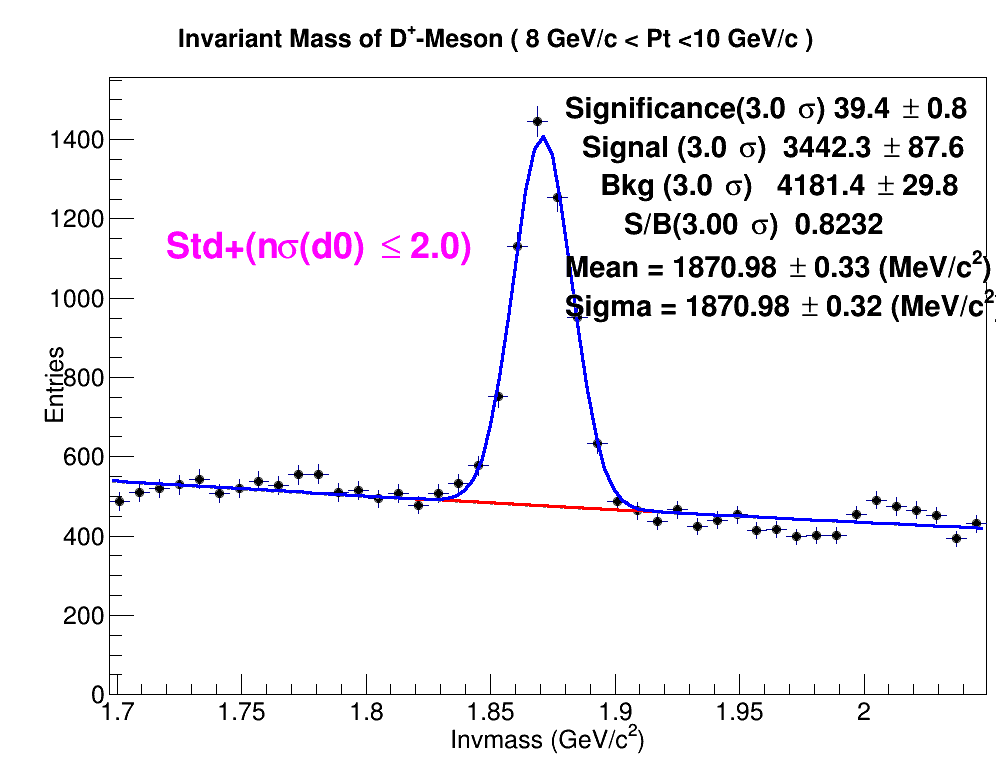 Invariant Mass of D⁺-Meson ( 8 GeV/c < Pt <10 GeV/c )
Significance(3.0 σ) 39.4 ± 0.8
Signal (3.0 σ) 3442.3 ± 87.6
Bkg (3.0 σ) 4181.4 ± 29.8
S/B(3.00 σ) 0.8232
Mean = 1870.98 ± 0.33 (MeV/c²)
Sigma = 1870.98 ± 0.32 (MeV/c²)
Std+(nσ(d0) ≤ 2.0)
Entries
1400
1200
1000
800
600
400
200
0
1.7 1.75 1.8 1.85 1.9 1.95 2
Invmass (GeV/c²)